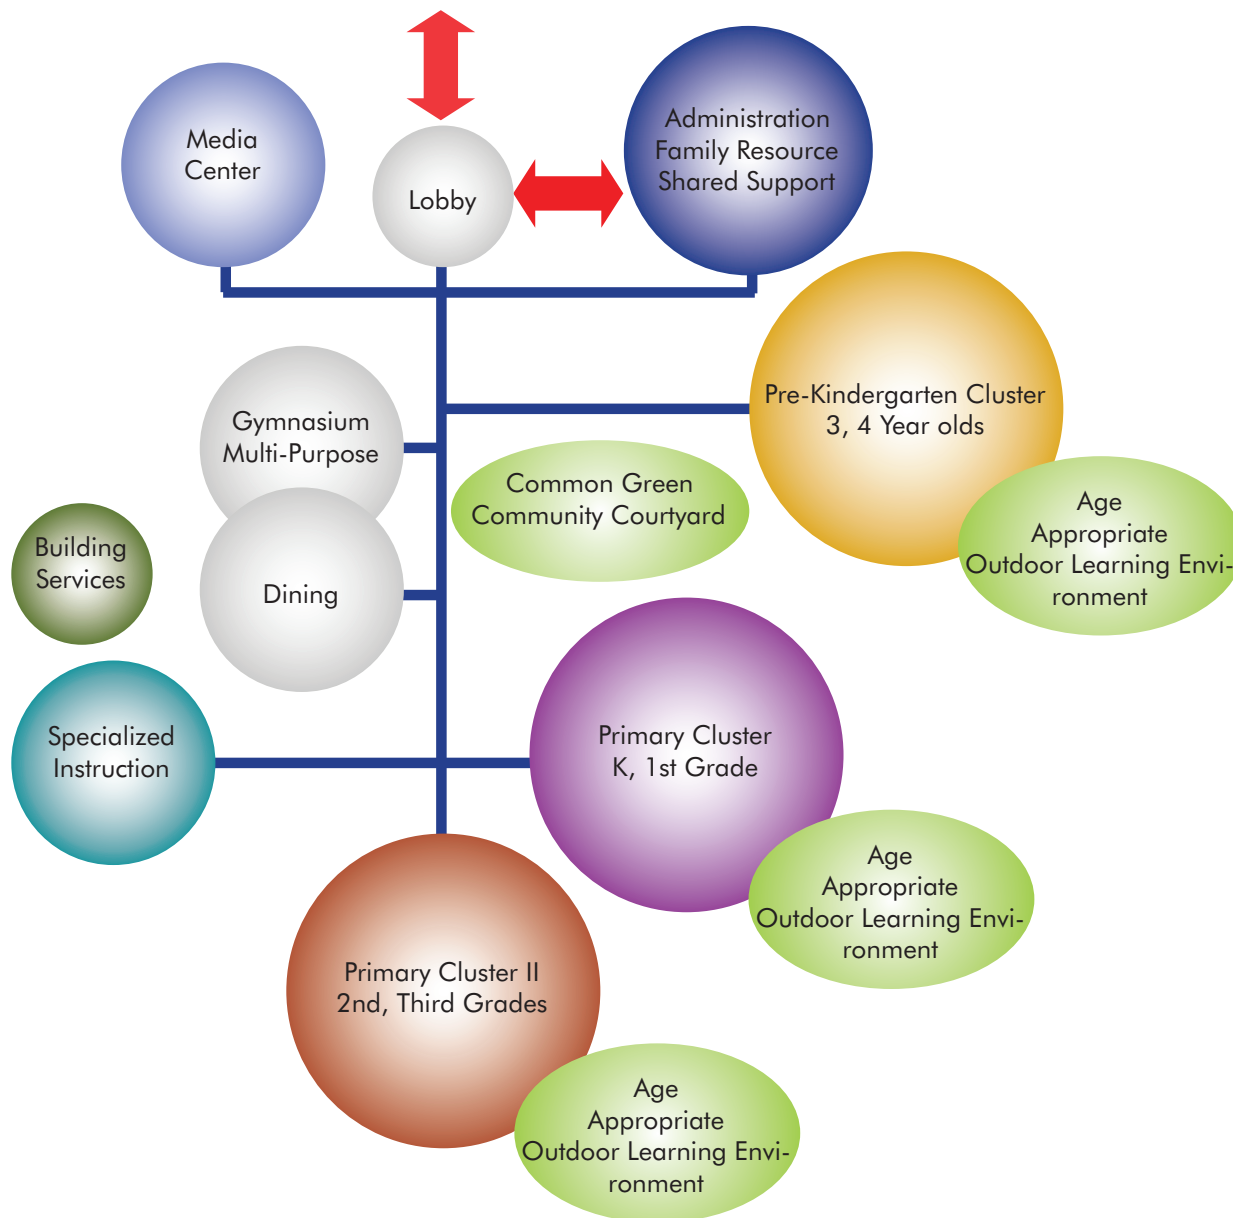 Media
Center
Lobby
Administration
Family Resource
Shared Support
Pre-Kindergarten Cluster
3, 4 Year olds
Gymnasium
Multi-Purpose
Common Green
Community Courtyard
Age
Appropriate
Outdoor Learning Envi-
ronment
Building
Services
Dining
Specialized
Instruction
Primary Cluster
K, 1st Grade
Age
Appropriate
Outdoor Learning Envi-
ronment
Primary Cluster II
2nd, Third Grades
Age
Appropriate
Outdoor Learning Envi-
ronment